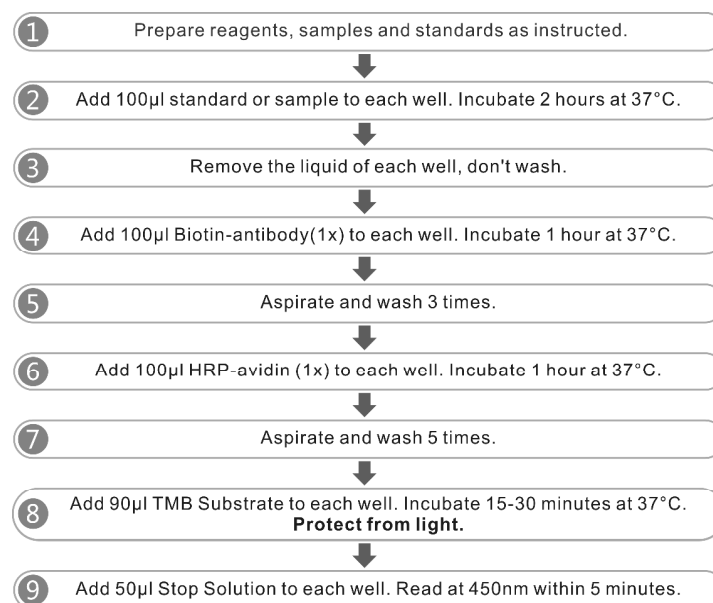 1 Prepare reagents, samples and standards as instructed.
2 Add 100µl standard or sample to each well. Incubate 2 hours at 37°C.
3 Remove the liquid of each well, don't wash.
4 Add 100µl Biotin-antibody(1x) to each well. Incubate 1 hour at 37°C.
5 Aspirate and wash 3 times.
6 Add 100µl HRP-avidin (1x) to each well. Incubate 1 hour at 37°C.
7 Aspirate and wash 5 times.
8 Add 90µl TMB Substrate to each well. Incubate 15-30 minutes at 37°C.
Protect from light.
9 Add 50µl Stop Solution to each well. Read at 450nm within 5 minutes.